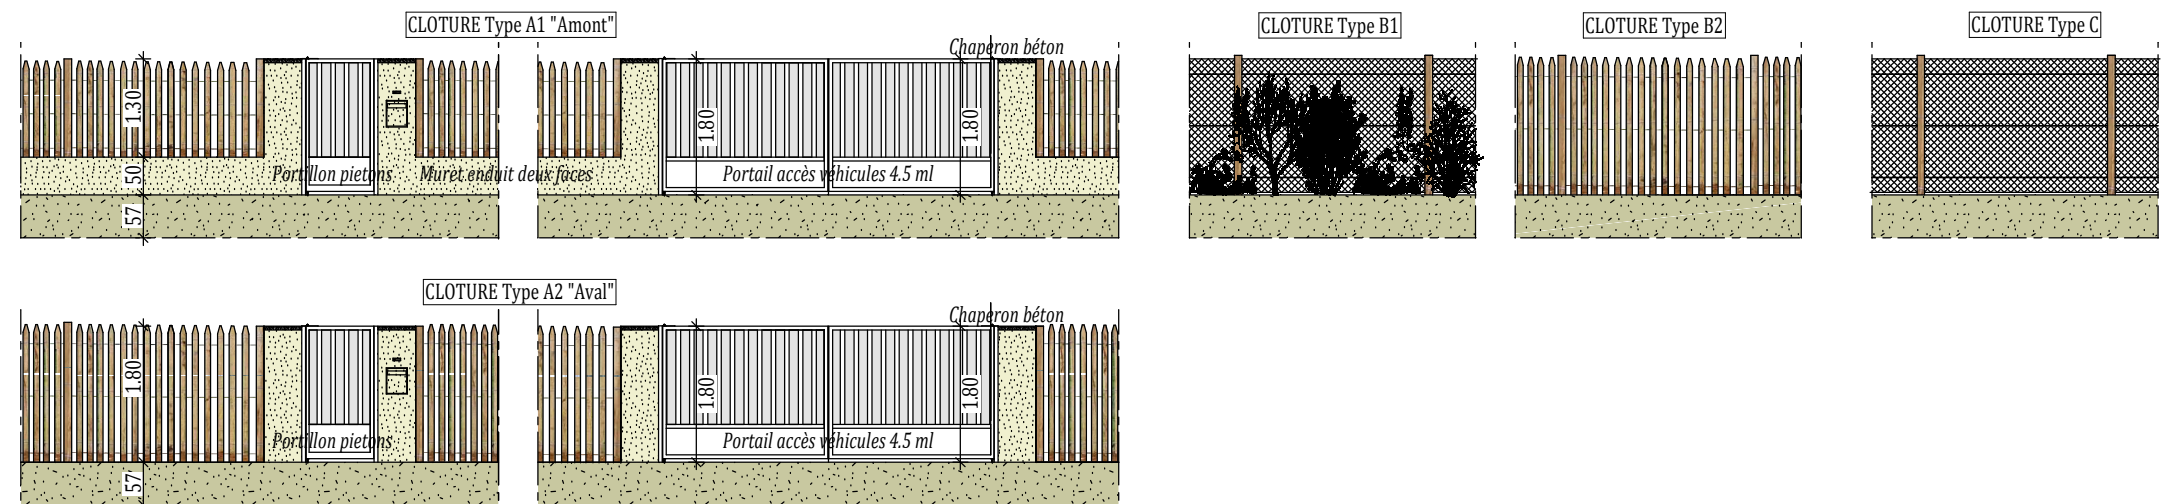 CLOTURE Type A1 "Amont"
CLOTURE Type B1
CLOTURE Type B2
CLOTURE Type C
Chaperon béton
1.30
1.80
1.80
50
Portillon pietons
Muret enduit deux faces
Portail accès véhicules 4.5 ml
57
CLOTURE Type A2 "Aval"
Chaperon béton
1.80
1.80
1.80
Portillon pietons
Portail accès véhicules 4.5 ml
57